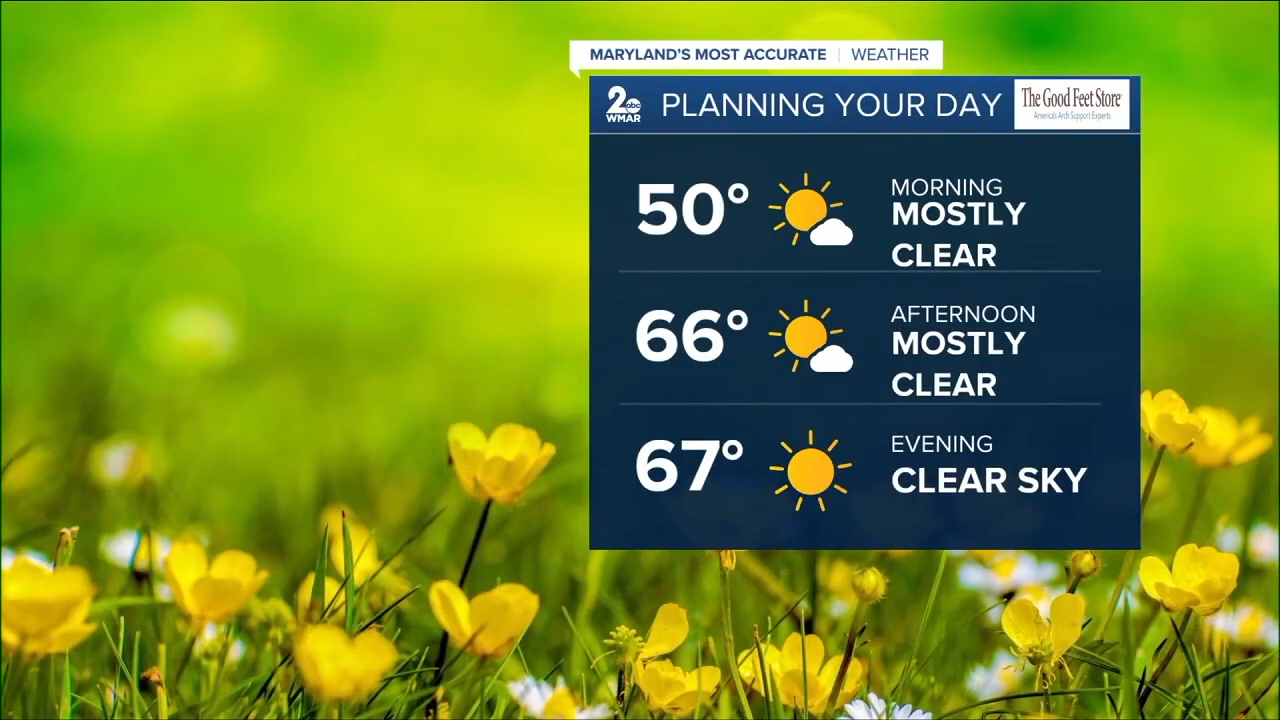 MARYLAND'S MOST ACCURATE | WEATHER
2 abc
WMAR
PLANNING YOUR DAY
The Good Feet Store
America's Arch Support Experts
50°
MORNING
MOSTLY
CLEAR
66°
AFTERNOON
MOSTLY
CLEAR
67°
EVENING
CLEAR SKY